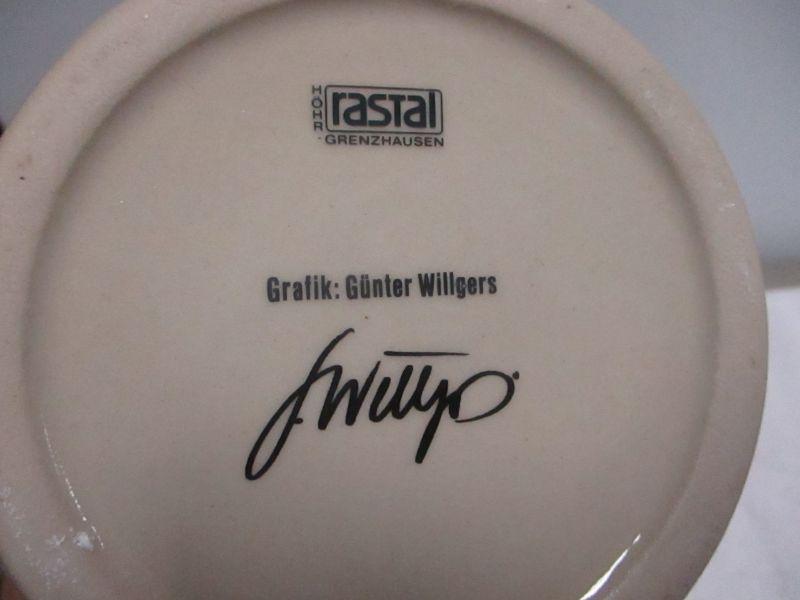 HÖHR
rastal
-GRENZHAUSEN
Grafik: Günter Willgers